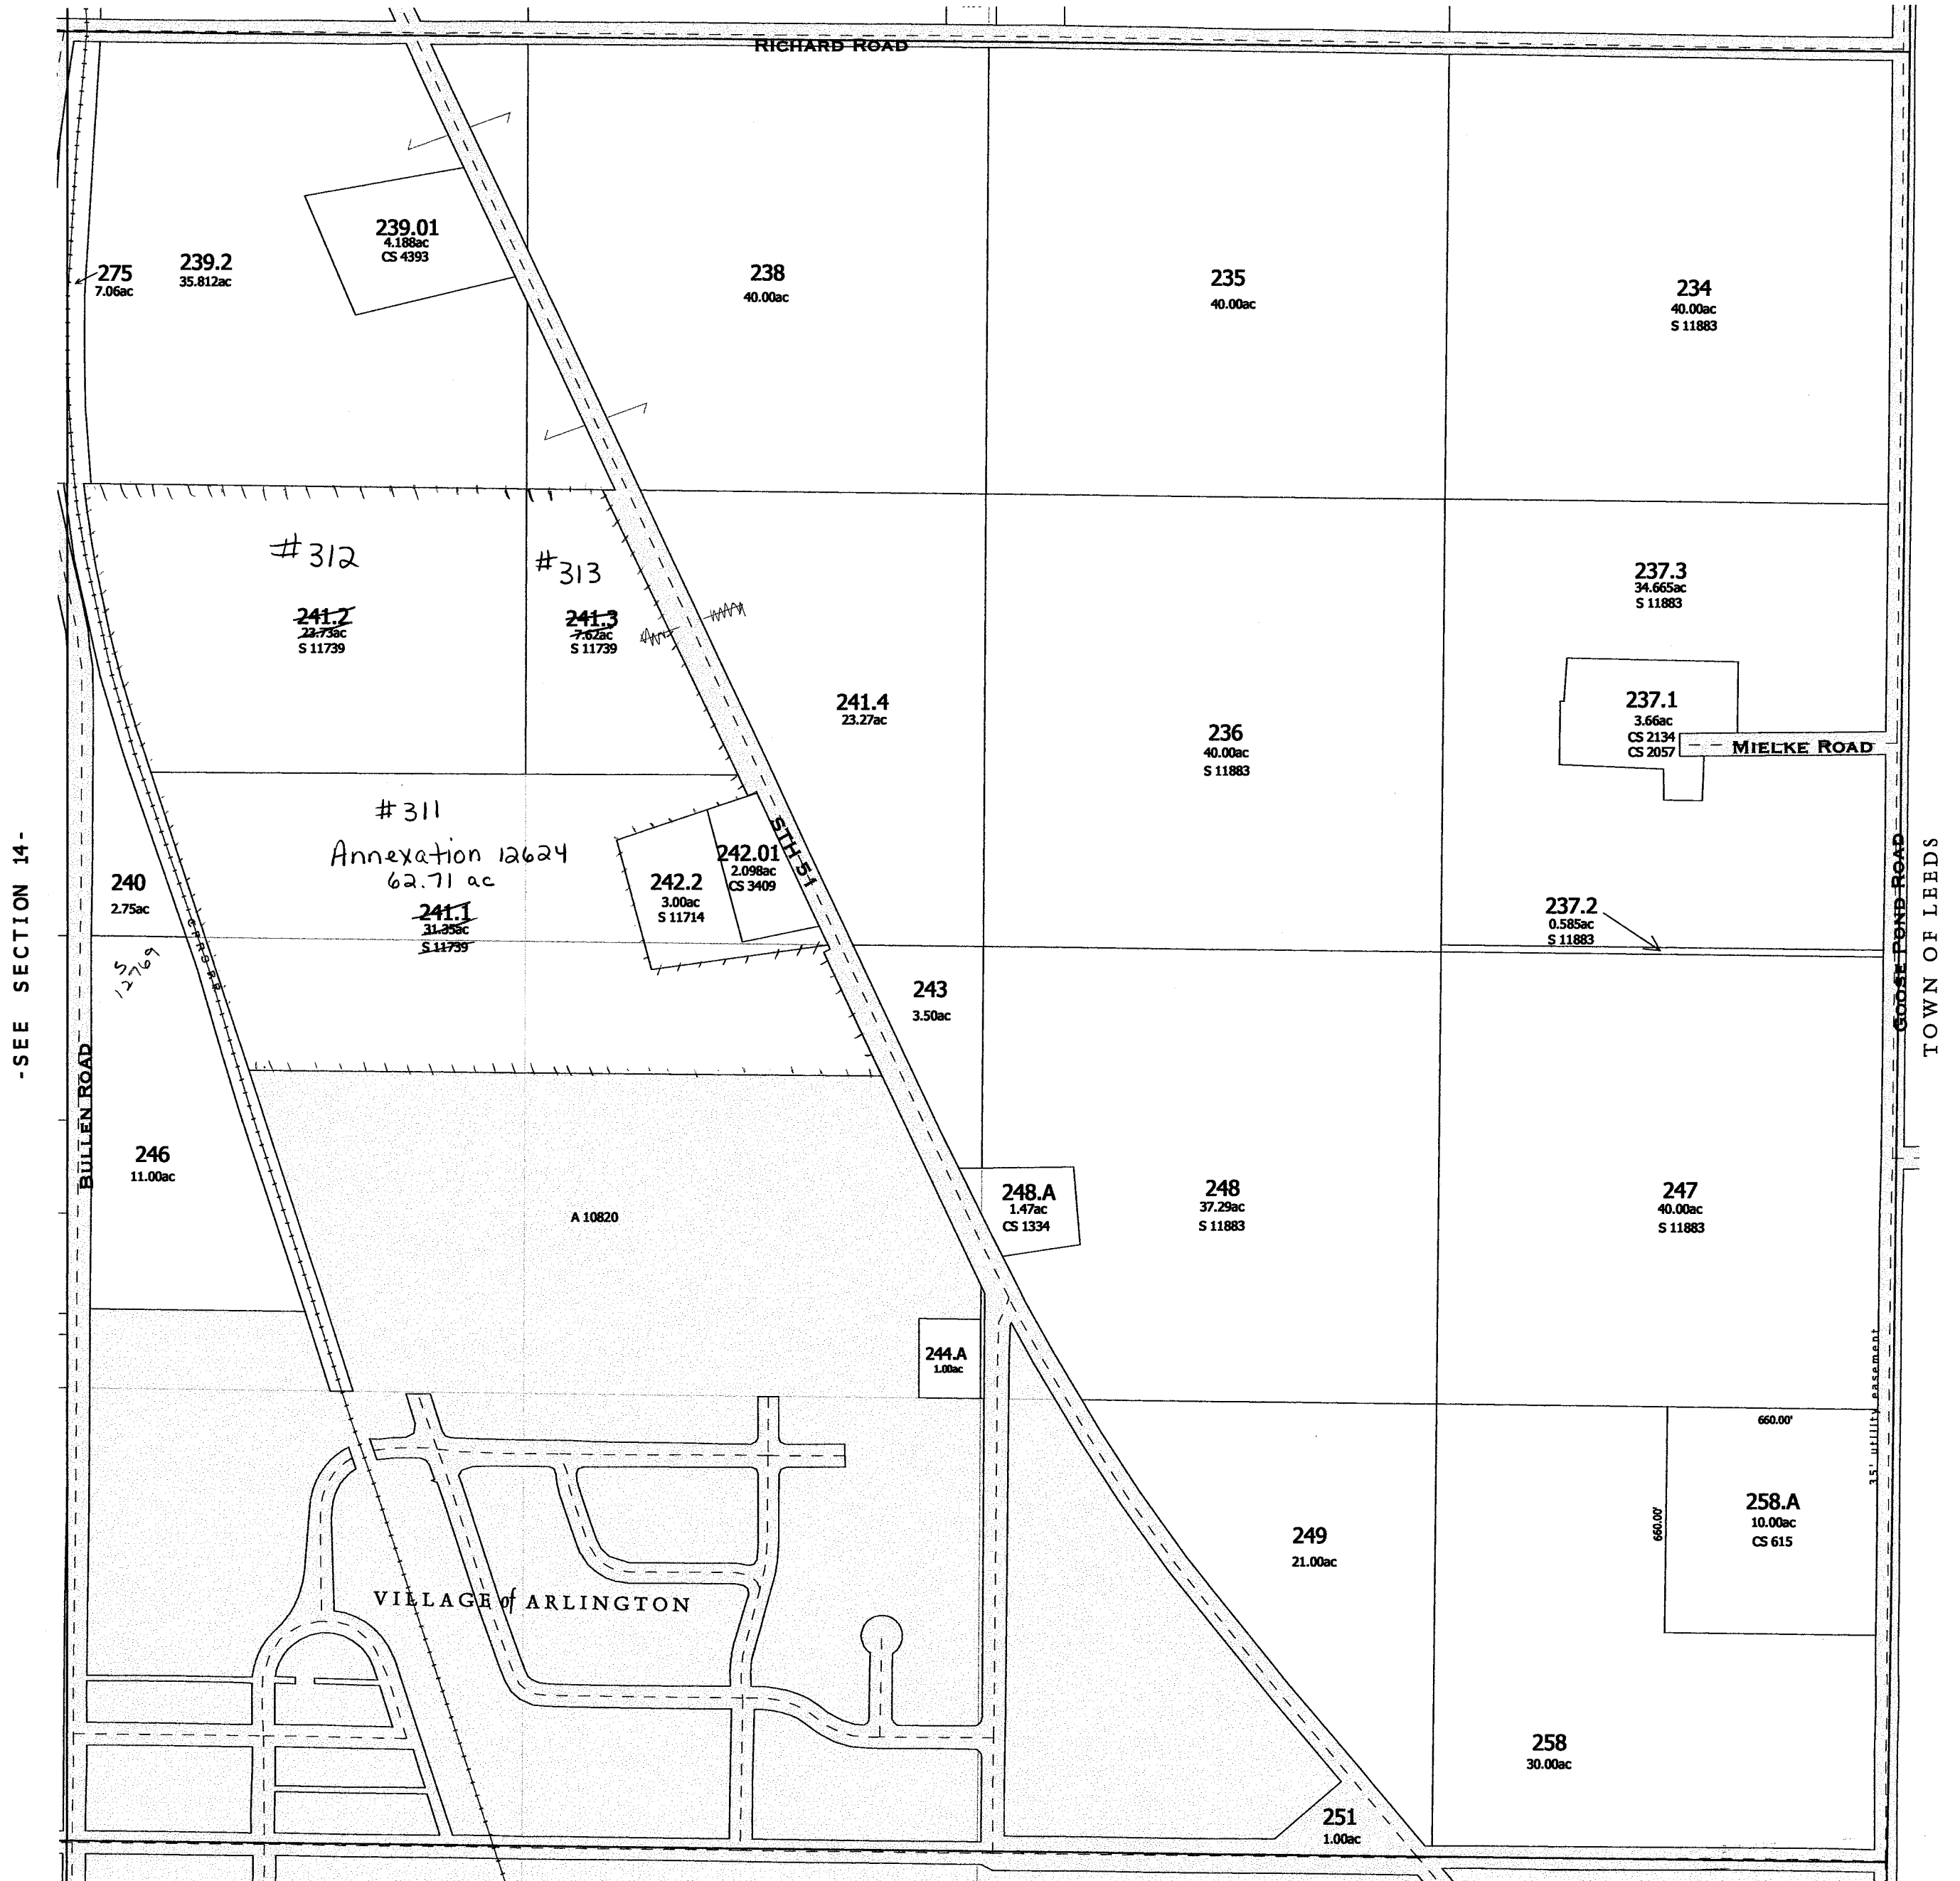 RICHARD ROAD
239.01
4.188ac
CS 4393
275
7.06ac
239.2
35.812ac
238
40.00ac
235
40.00ac
234
40.00ac
S 11883
#312
#313
241.2
23.73ac
S 11739
241.3
7.62ac
S 11739
237.3
34.665ac
S 11883
241.4
23.27ac
236
40.00ac
S 11883
237.1
3.66ac
CS 2134
CS 2057
MIELKE ROAD
#311
Annexation 12624
62.71 ac
241.1
31.35ac
S 11739
242.01
2.098ac
CS 3409
242.2
3.00ac
S 11714
STH 51
240
2.75ac
S 12769
237.2
0.585ac
S 11883
-SEE SECTION 14-
GOOSE POND ROAD
TOWN OF LEEDS
243
3.50ac
BULLEN ROAD
246
11.00ac
A 10820
248.A
1.47ac
CS 1334
248
37.29ac
S 11883
247
40.00ac
S 11883
244.A
1.00ac
35' utility easement
660.00'
660.00'
258.A
10.00ac
CS 615
249
21.00ac
VILLAGE of ARLINGTON
258
30.00ac
251
1.00ac